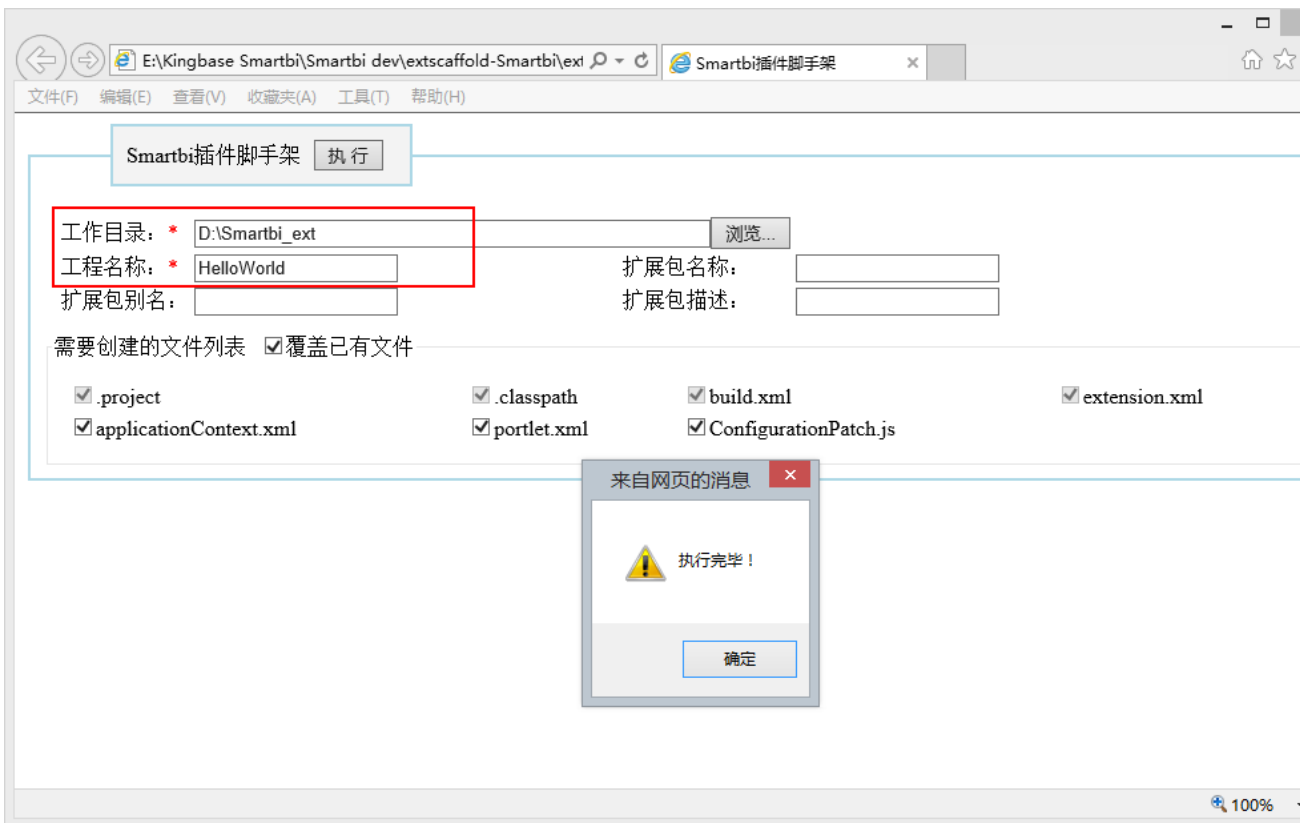 E:\Kingbase Smartbi\Smartbi dev\extscaffold-Smartbi\ext
Smartbi插件脚手架
文件(F) 编辑(E) 查看(V) 收藏夹(A) 工具(T) 帮助(H)
Smartbi插件脚手架 执 行
工作目录：* D:\Smartbi_ext 浏览...
工程名称：* HelloWorld 扩展包名称：
扩展包别名： 扩展包描述：
需要创建的文件列表 覆盖已有文件
.project .classpath build.xml extension.xml
applicationContext.xml portlet.xml ConfigurationPatch.js
来自网页的消息
执行完毕！
确定
100%